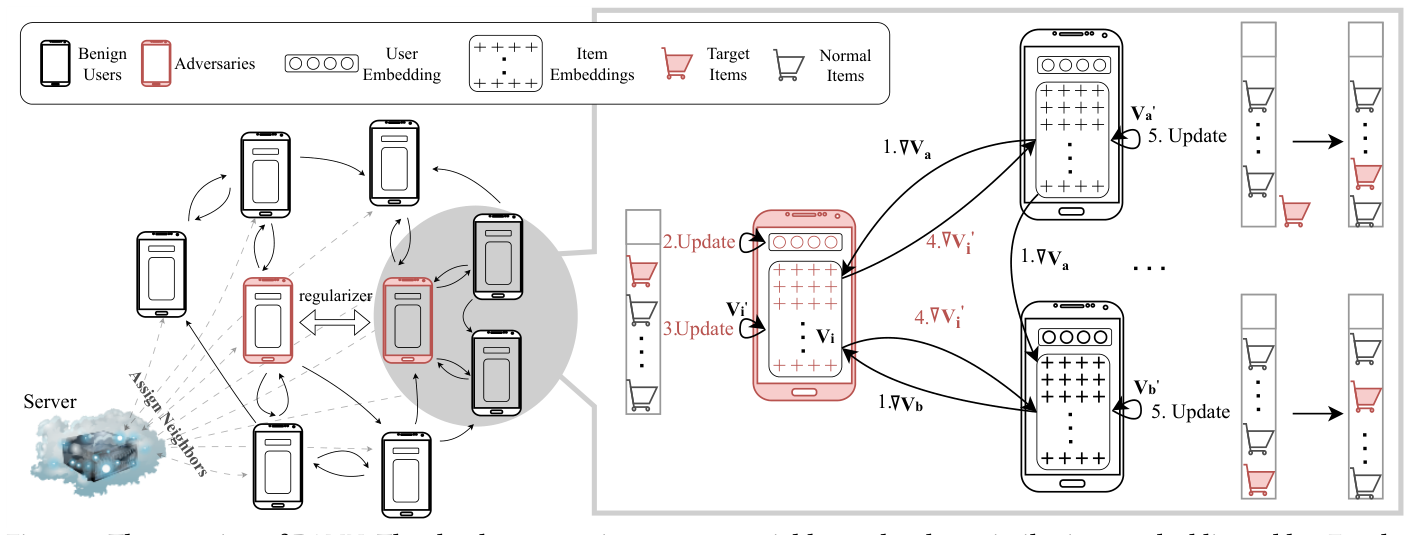 Benign
Users
Adversaries
User
Embedding
Item
Embeddings
Target
Items
Normal
Items
regularizer
Server
Assign Neighbors
1.∇Va
4.∇Vi'
1.∇Va
4.∇Vi'
1.∇Vb
2.Update
Vi'
3.Update
Vi
Va'
5. Update
. . .
Vb'
5. Update